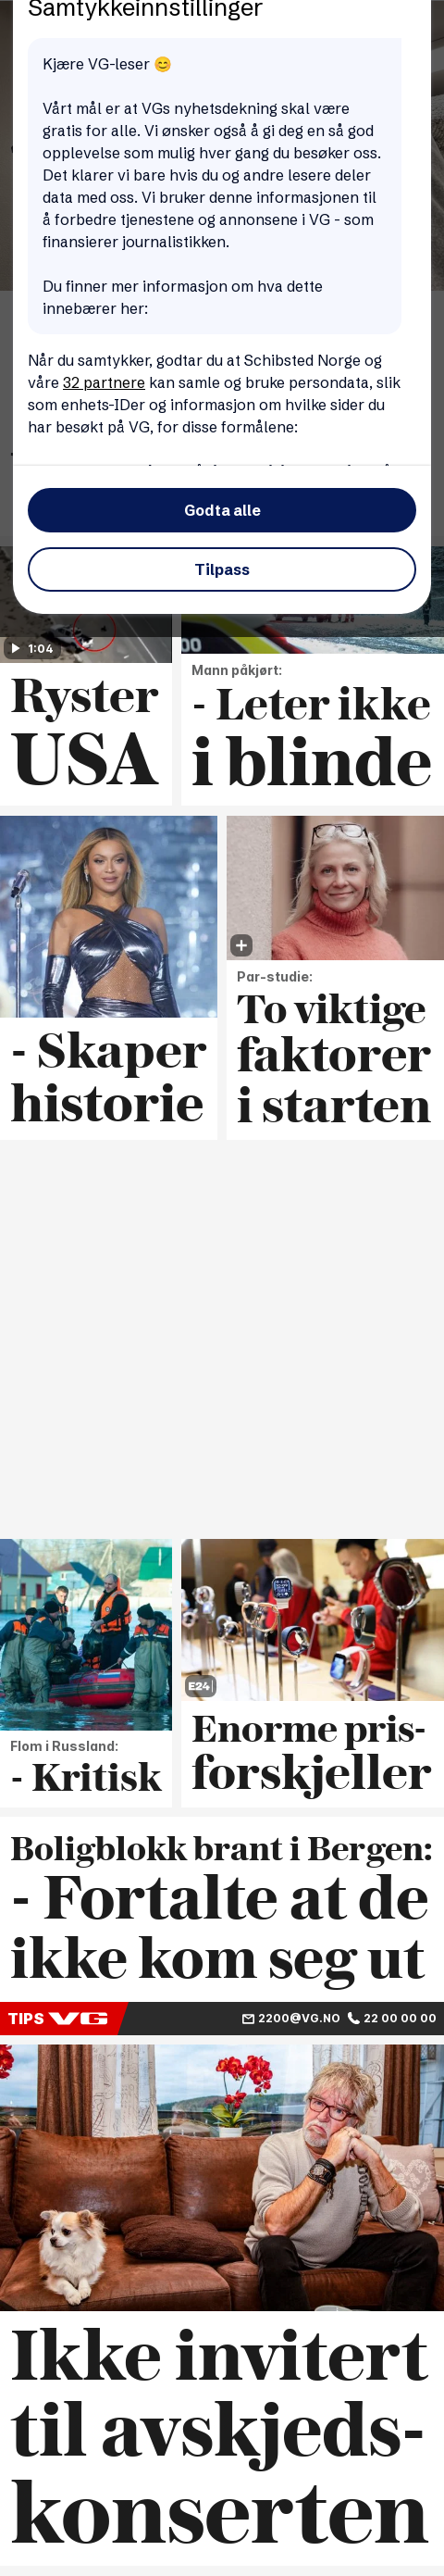 Samtykkeinnstillinger
Kjære VG-leser 😊
Vårt mål er at VGs nyhetsdekning skal være
gratis for alle. Vi ønsker også å gi deg en så god
opplevelse som mulig hver gang du besøker oss.
Det klarer vi bare hvis du og andre lesere deler
data med oss. Vi bruker denne informasjonen til
å forbedre tjenestene og annonsene i VG - som
finansierer journalistikken.
Du finner mer informasjon om hva dette
innebærer her:
Når du samtykker, godtar du at Schibsted Norge og
våre 32 partnere kan samle og bruke persondata, slik
som enhets-IDer og informasjon om hvilke sider du
har besøkt på VG, for disse formålene:
Godta alle
Tilpass
1:04
Ryster
USA
Mann påkjørt:
- Leter ikke
i blinde
- Skaper
historie
Par-studie:
To viktige
faktorer
i starten
Flom i Russland:
- Kritisk
E24
Enorme pris-
forskjeller
Boligblokk brant i Bergen:
- Fortalte at de
ikke kom seg ut
TIPS VG 2200@VG.NO 22 00 00 00
Ikke invitert
til avskjeds-
konserten